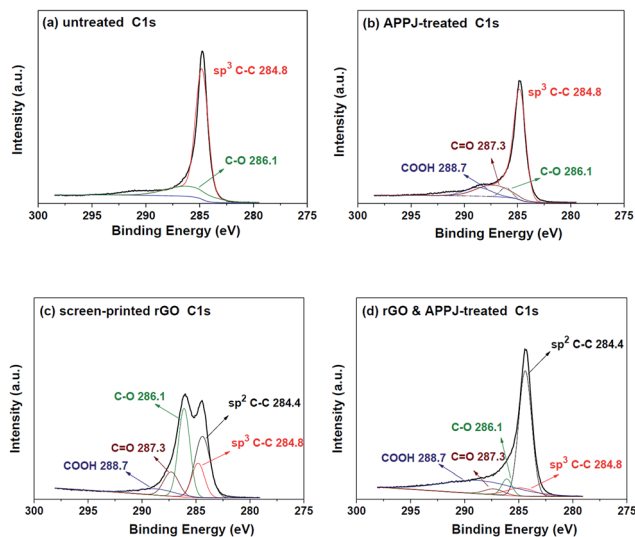 (a) untreated C1s
sp³ C-C 284.8
C-O 286.1
Intensity (a.u.)
300 295 290 285 280 275
Binding Energy (eV)
(b) APPJ-treated C1s
sp³ C-C 284.8
C=O 287.3
COOH 288.7
C-O 286.1
Intensity (a.u.)
300 295 290 285 280 275
Binding Energy (eV)
(c) screen-printed rGO C1s
C-O 286.1
sp² C-C 284.4
C=O 287.3
COOH 288.7
sp³ C-C 284.8
Intensity (a.u.)
300 295 290 285 280 275
Binding Energy (eV)
(d) rGO & APPJ-treated C1s
sp² C-C 284.4
C-O 286.1
COOH 288.7
C=O 287.3
sp³ C-C 284.8
Intensity (a.u.)
300 295 290 285 280 275
Binding Energy (eV)